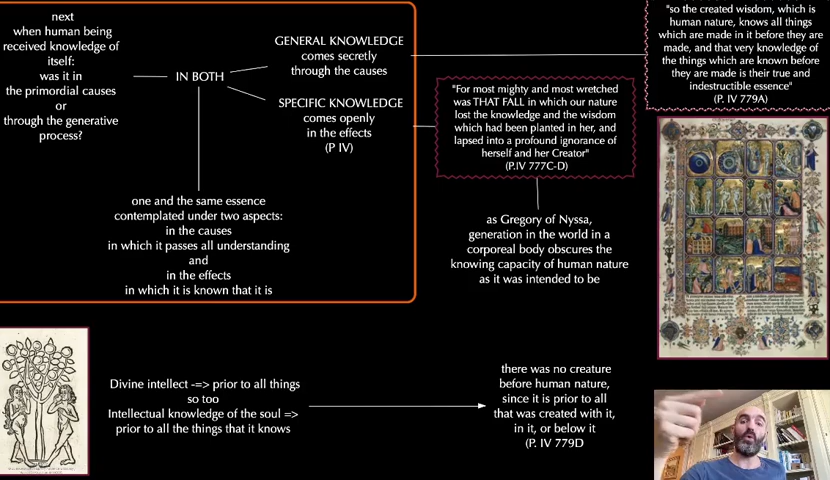 next
when human being
received knowledge of
itself:
was it in
the primordial causes
or
through the generative
process?
IN BOTH
GENERAL KNOWLEDGE
comes secretly
through the causes
SPECIFIC KNOWLEDGE
comes openly
in the effects
(P IV)
one and the same essence
contemplated under two aspects:
in the causes
in which it passes all understanding
and
in the effects
in which it is known that it is
"For most mighty and most wretched
was THAT FALL in which our nature
lost the knowledge and the wisdom
which had been planted in her, and
lapsed into a profound ignorance of
herself and her Creator"
(P.IV 777C-D)
as Gregory of Nyssa,
generation in the world in a
corporeal body obscures the
knowing capacity of human nature
as it was intended to be
"so the created wisdom, which is
human nature, knows all things
which are made in it before they are
made, and that very knowledge of
the things which are known before
they are made is their true and
indestructible essence"
(P. IV 779A)
Divine intellect -=> prior to all things
so too
Intellectual knowledge of the soul =>
prior to all the things that it knows
there was no creature
before human nature,
since it is prior to all
that was created with it,
in it, or below it
(P. IV 779D